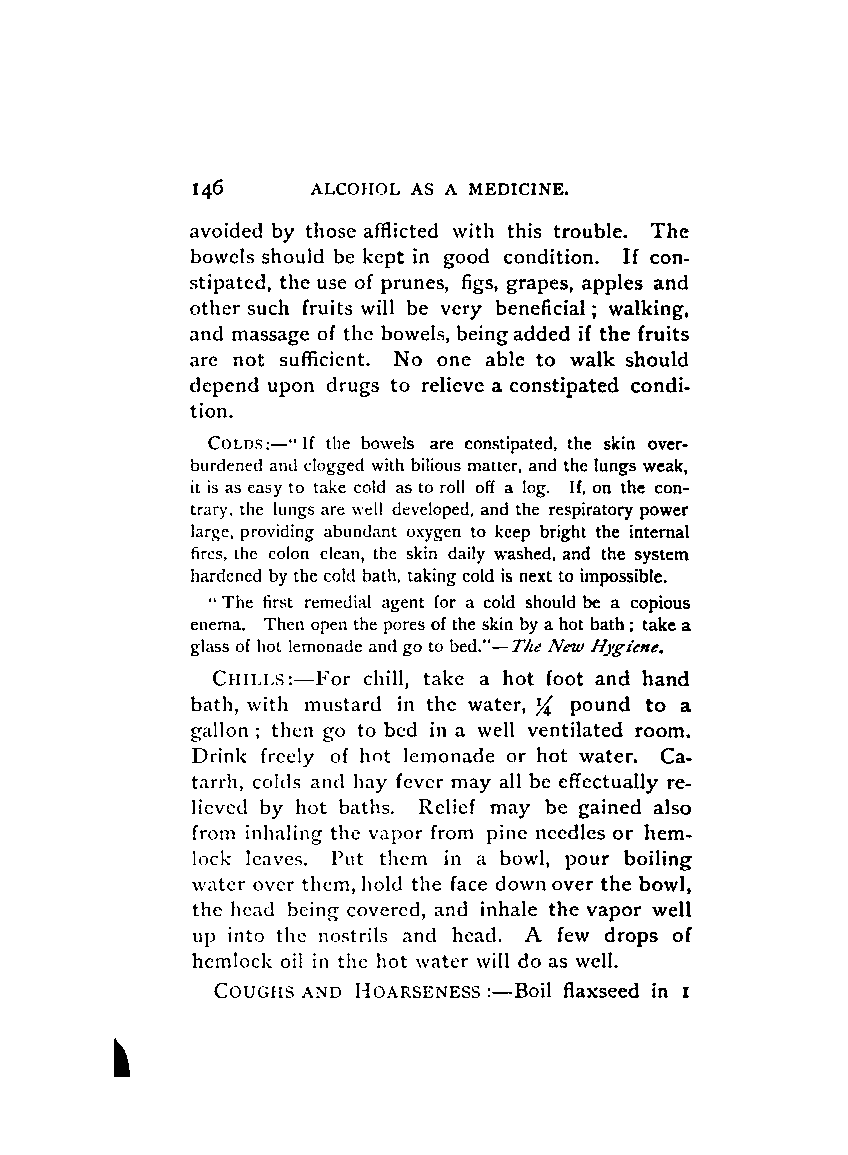 146 ALCOHOL AS A MEDICINE.
avoided by those afflicted with this trouble. The
bowels should be kept in good condition. If con-
stipated, the use of prunes, figs, grapes, apples and
other such fruits will be very beneficial; walking,
and massage of the bowels, being added if the fruits
are not sufficient. No one able to walk should
depend upon drugs to relieve a constipated condi-
tion.
COLDS:—"If the bowels are constipated, the skin over-
burdened and clogged with bilious matter, and the lungs weak,
it is as easy to take cold as to roll off a log. If, on the con-
trary, the lungs are well developed, and the respiratory power
large, providing abundant oxygen to keep bright the internal
fires, the colon clean, the skin daily washed, and the system
hardened by the cold bath, taking cold is next to impossible.
"The first remedial agent for a cold should be a copious
enema. Then open the pores of the skin by a hot bath; take a
glass of hot lemonade and go to bed."—The New Hygiene.
CHILLS:—For chill, take a hot foot and hand
bath, with mustard in the water, ¼ pound to a
gallon; then go to bed in a well ventilated room.
Drink freely of hot lemonade or hot water. Ca-
tarrh, colds and hay fever may all be effectually re-
lieved by hot baths. Relief may be gained also
from inhaling the vapor from pine needles or hem-
lock leaves. Put them in a bowl, pour boiling
water over them, hold the face down over the bowl,
the head being covered, and inhale the vapor well
up into the nostrils and head. A few drops of
hemlock oil in the hot water will do as well.
COUGHS AND HOARSENESS:—Boil flaxseed in 1